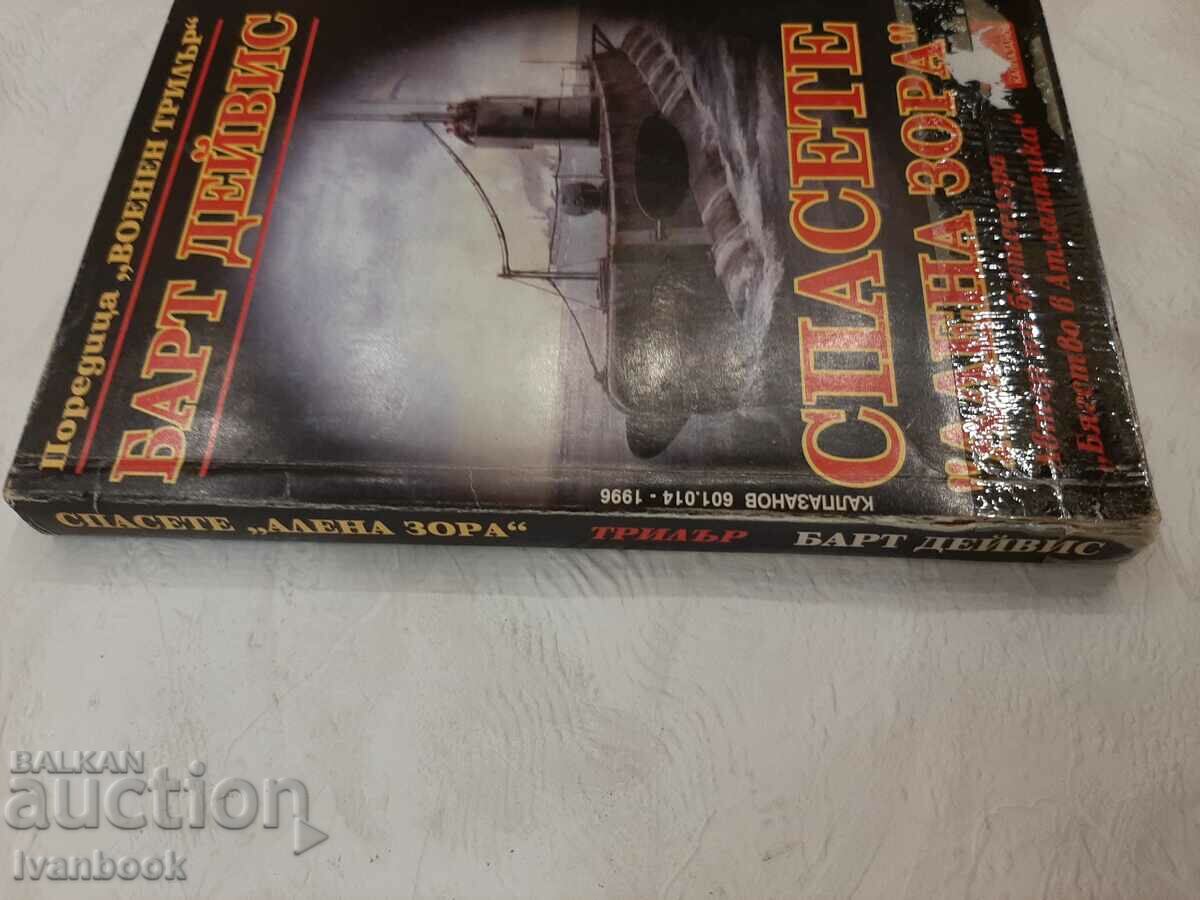 Поредица „ВОЕНЕН ТРИЛЪР“
БАРТ ДЕЙВИС
СПАСЕТЕ
"АЛЕНА ЗОРА"
„Бягство в Атлантика“
КАЛПАЗАНОВ 601.014 - 1996
СПАСЕТЕ „АЛЕНА ЗОРА“ ТРИЛЪР БАРТ ДЕЙВИС
BALKAN
auction
Ivanbook